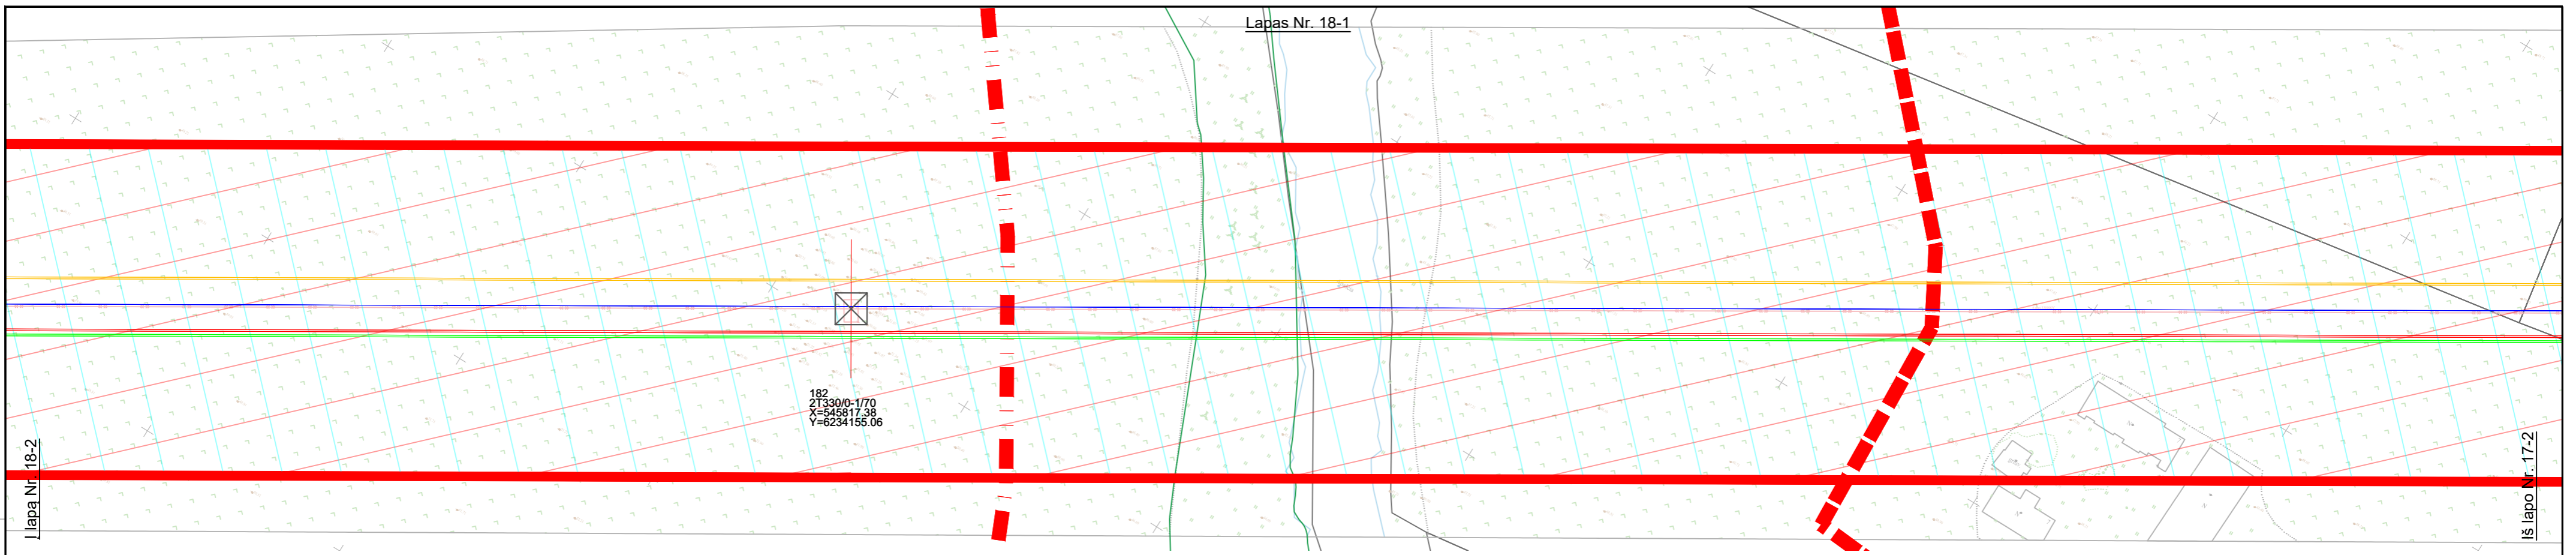 Lapas Nr. 18-1
182
2T330/0-1/70
X=545817.38
Y=6234155.06
Į lapą Nr. 18-2
Iš lapo Nr. 17-2